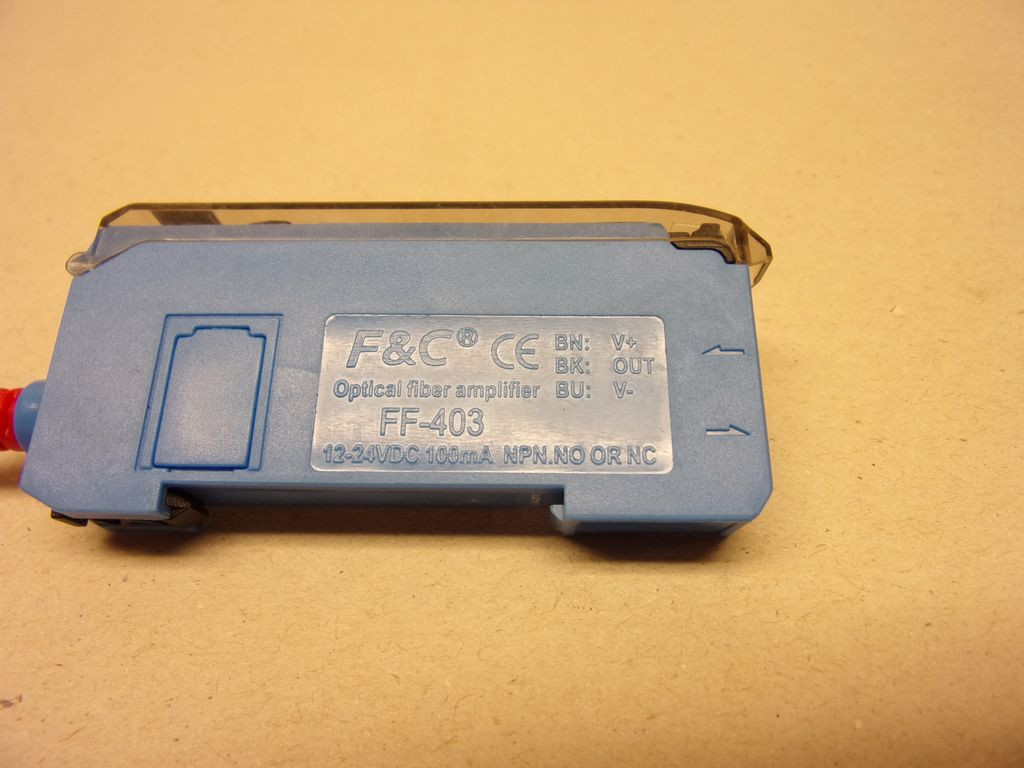 F&C® CE BN: V+
BK: OUT
Optical fiber amplifier BU: V-
FF-403
12-24VDC 100mA NPN.NO OR NC